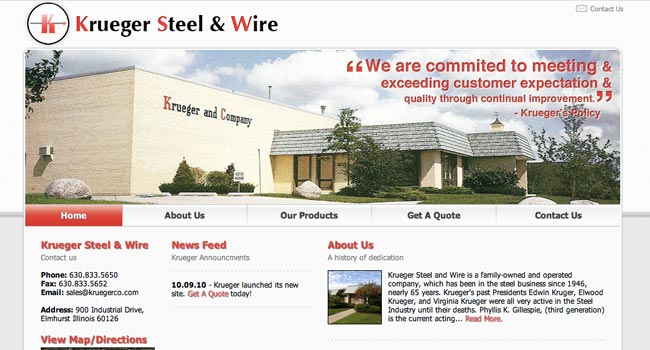 K
Krueger Steel & Wire
Contact Us
“We are commited to meeting &
exceeding customer expectation &
quality through continual improvement.”
- Krueger's Policy
Krueger and Company
Home
About Us
Our Products
Get A Quote
Contact Us
Krueger Steel & Wire
Contact us
Phone: 630.833.5650
Fax: 630.833.5652
Email: sales@kruegerco.com
Address: 900 Industrial Drive,
Elmhurst Illinois 60126
View Map/Directions
News Feed
Krueger Announcments
10.09.10 - Krueger launched its new
site. Get A Quote today!
About Us
A history of dedication
Krueger Steel and Wire is a family-owned and operated
company, which has been in the steel business since 1946,
nearly 65 years. Krueger's past Presidents Edwin Kruger, Elwood
Krueger, and Virginia Krueger were all very active in the Steel
Industry until their deaths. Phyllis K. Gillespie, (third generation)
is the current acting... Read More.